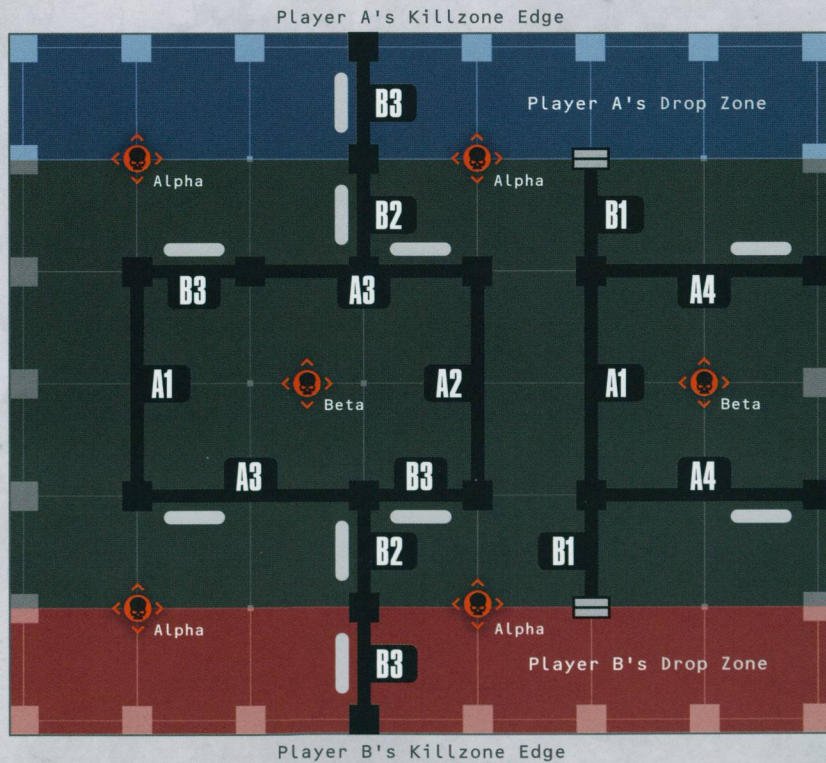 Player A's Killzone Edge
B3
Player A's Drop Zone
Alpha
Alpha
B2
B1
B3
A3
A4
A1
A2
A1
Beta
Beta
A3
B3
A4
B2
B1
Alpha
Alpha
B3
Player B's Drop Zone
Player B's Killzone Edge